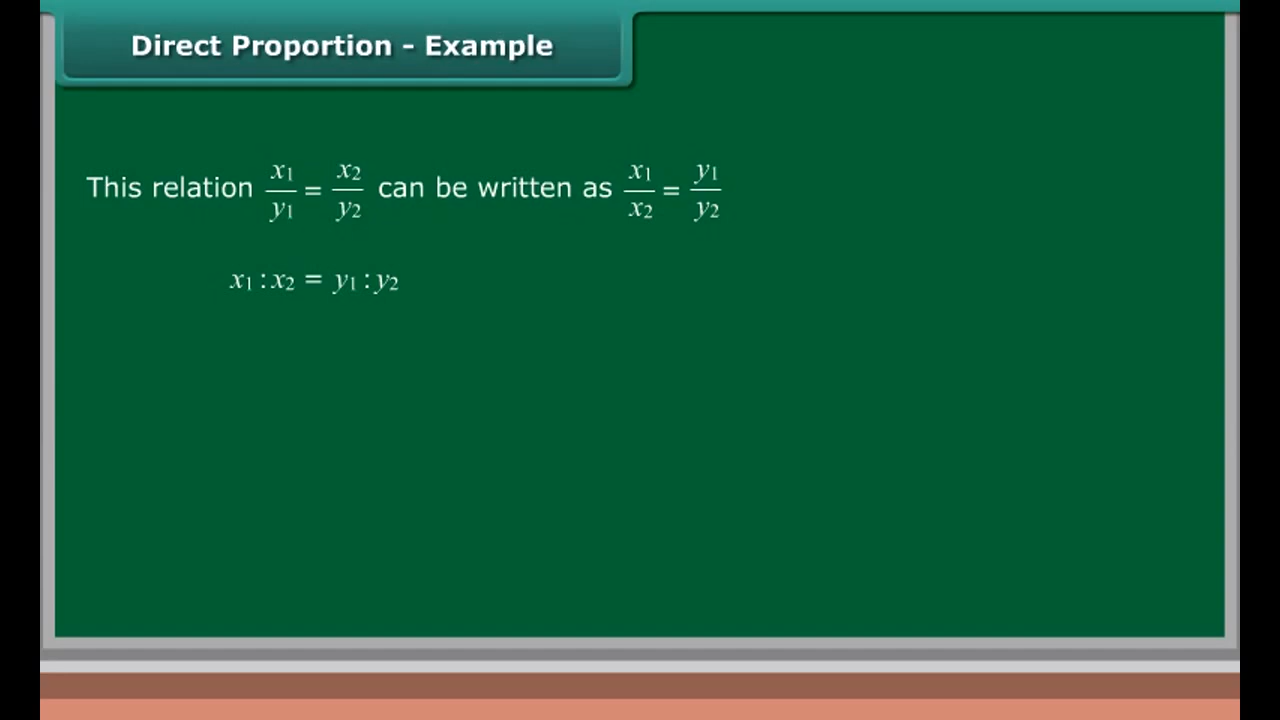 Direct Proportion - Example
This relation x1/y1 = x2/y2 can be written as x1/x2 = y1/y2
x1 : x2 = y1 : y2